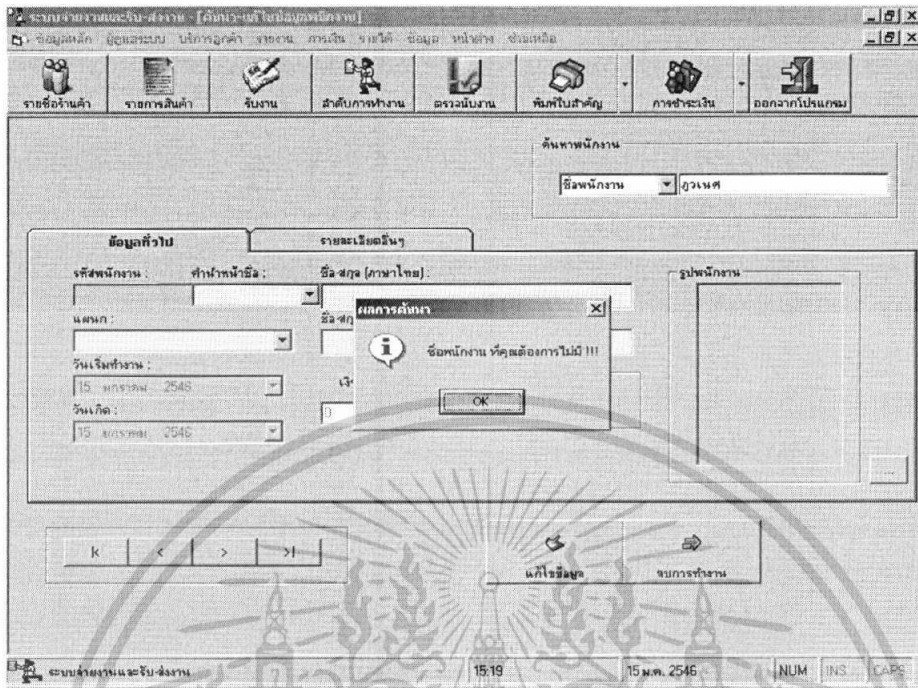 ระบบจ่ายงานและรับ-ส่งงาน - [ค้นหา-แก้ไขข้อมูลพนักงาน]
ข้อมูลหลัก ผู้ดูแลระบบ บริการลูกค้า รายงาน การเงิน รายได้ ข้อมูล หน้าต่าง ช่วยเหลือ
รายชื่อร้านค้า รายการสินค้า รับงาน ลำดับการทำงาน ตรวจนับงาน พิมพ์ใบสำคัญ การชำระเงิน ออกจากโปรแกรม
ค้นหาพนักงาน
ชื่อพนักงาน ภูวเนศ
ข้อมูลทั่วไป รายละเอียดอื่นๆ
รหัสพนักงาน : คำนำหน้าชื่อ : ชื่อ-สกุล (ภาษาไทย) : รูปพนักงาน
แผนก : ชื่อ-สกุ
ผลการค้นหา
ชื่อพนักงาน ที่คุณต้องการไม่มี !!!
OK
วันเริ่มทำงาน :
15 มกราคม 2546
วันเกิด : 0
15 มกราคม 2546
...
|< < > >|
แก้ไขข้อมูล จบการทำงาน
ระบบจ่ายงานและรับ-ส่งงาน 15:19 15 ม.ค. 2546 NUM INS CAPS